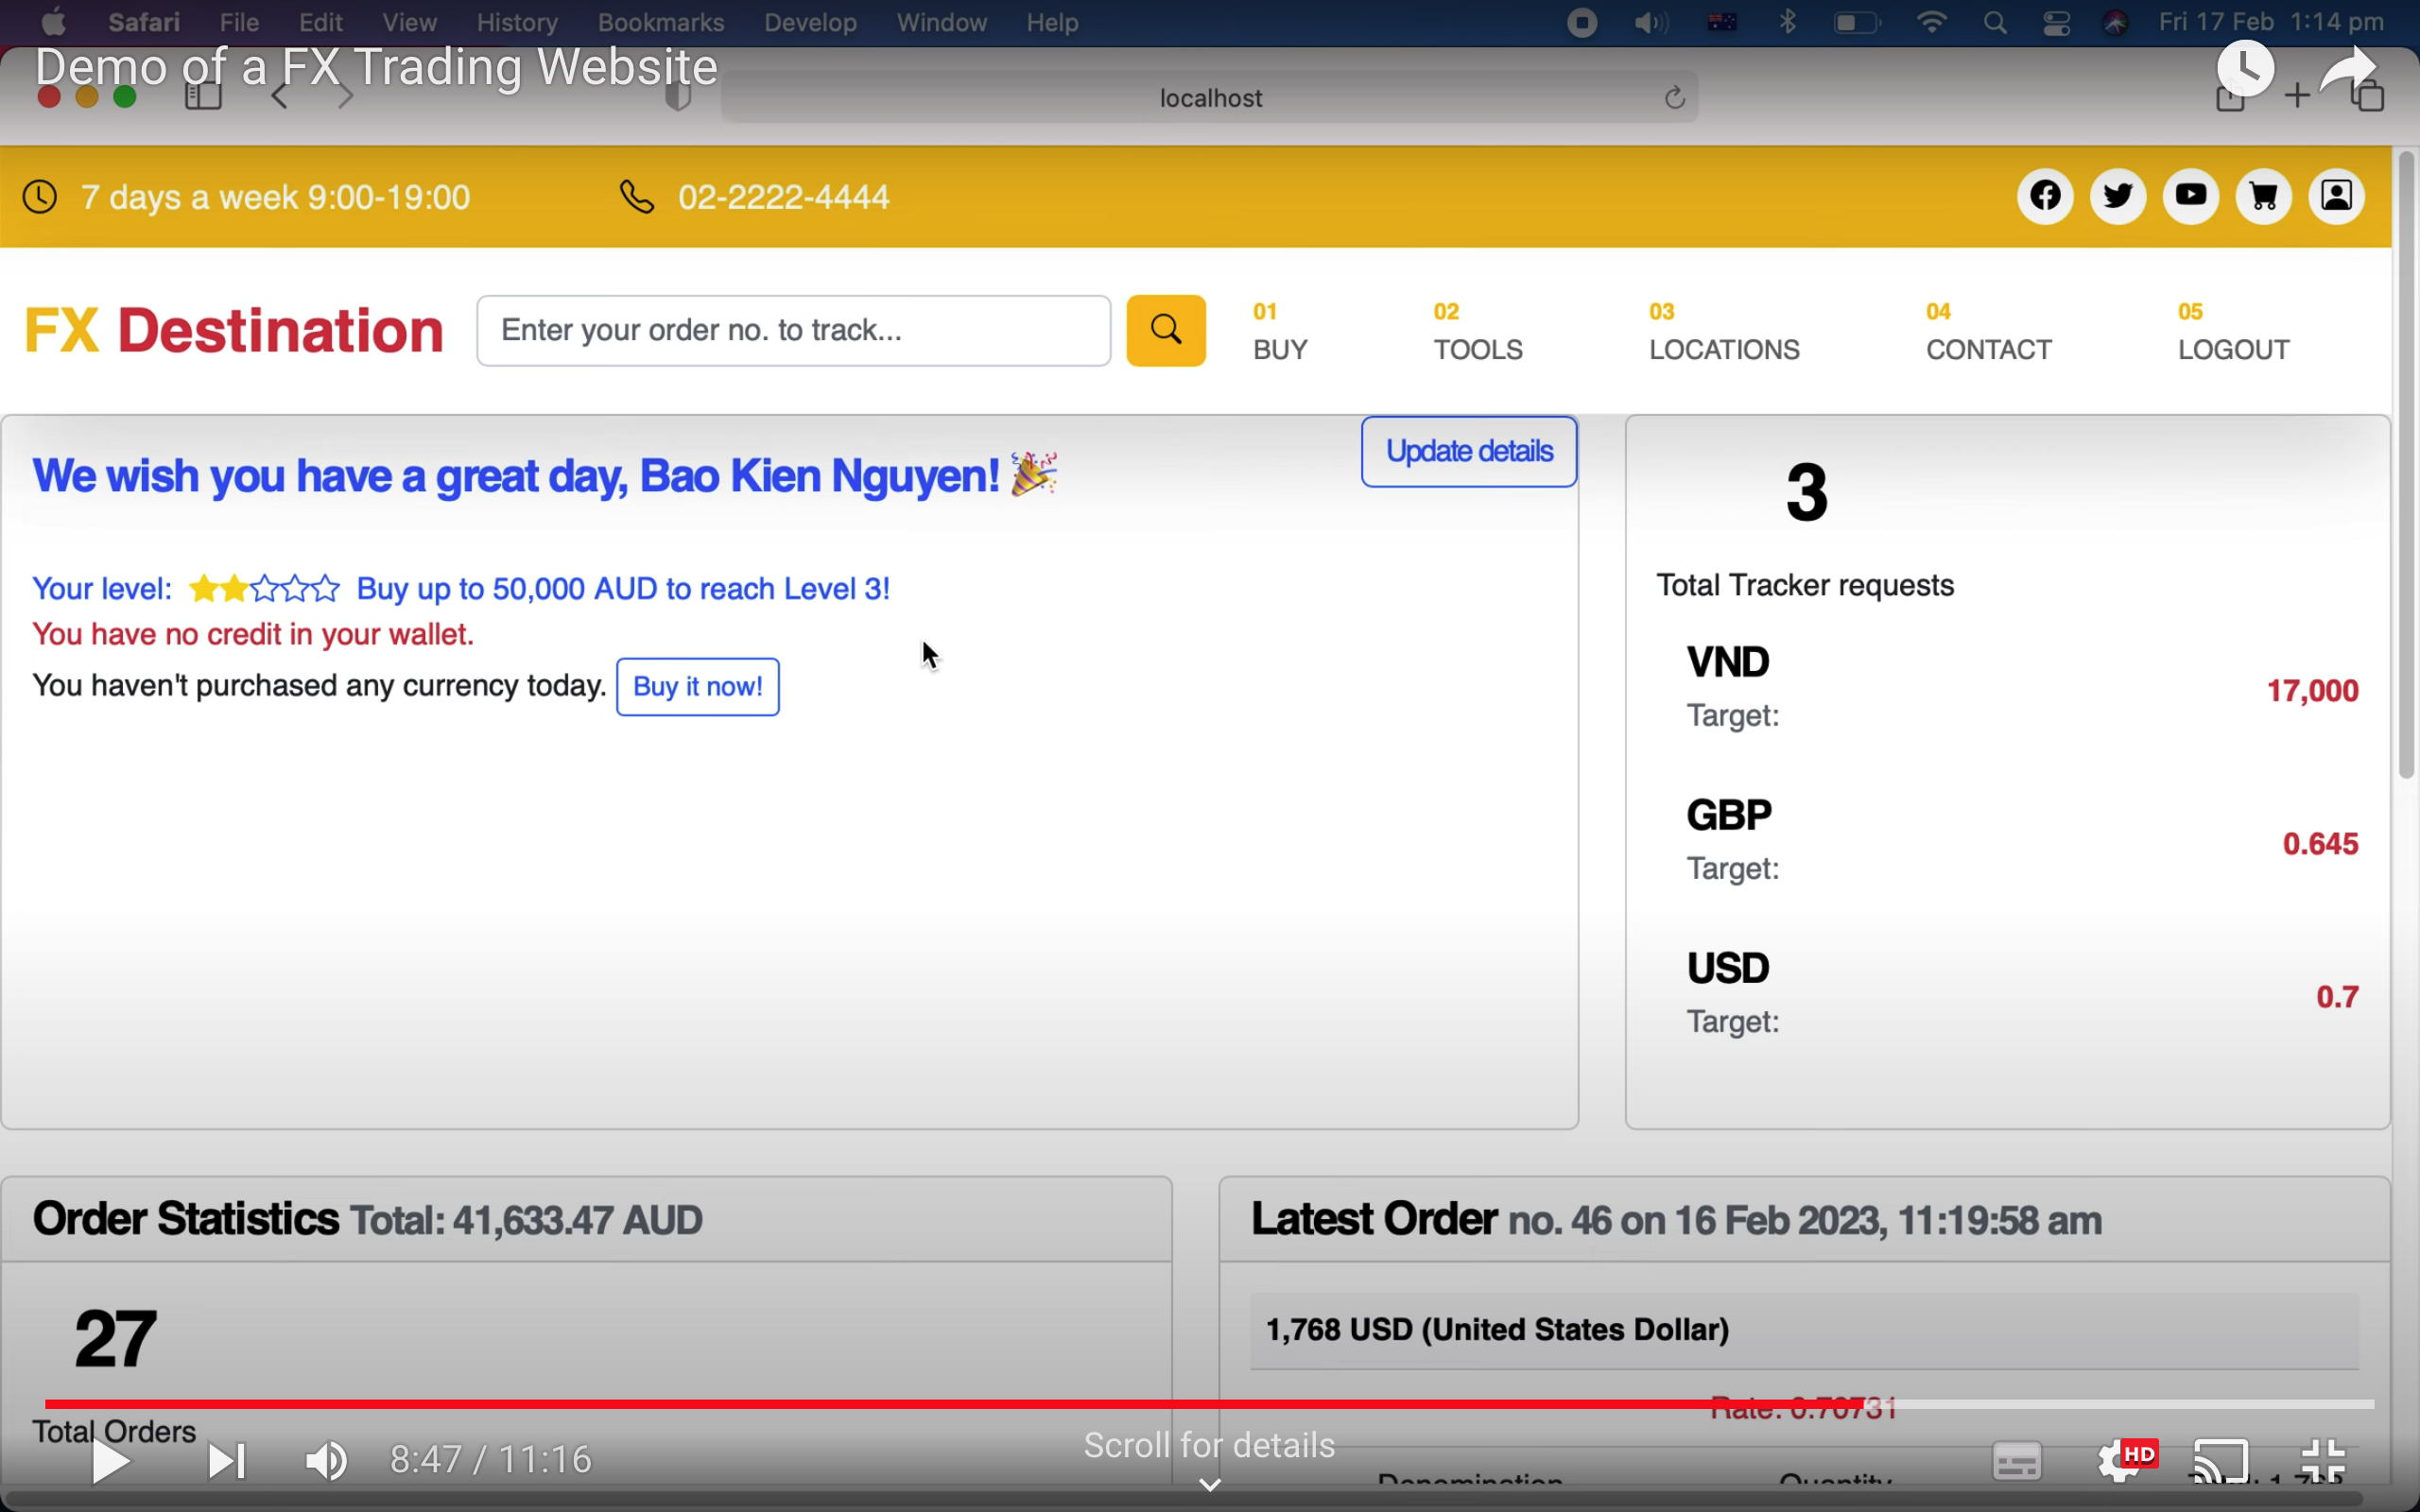 Safari File Edit View History Bookmarks Develop Window Help Fri 17 Feb 1:14 pm
Demo of a FX Trading Website
localhost
7 days a week 9:00-19:00 02-2222-4444
FX Destination
Enter your order no. to track...
01 BUY
02 TOOLS
03 LOCATIONS
04 CONTACT
05 LOGOUT
We wish you have a great day, Bao Kien Nguyen! 🎉
Update details
Your level: ⭐⭐☆☆☆ Buy up to 50,000 AUD to reach Level 3!
You have no credit in your wallet.
You haven't purchased any currency today. Buy it now!
3
Total Tracker requests
VND
Target: 17,000
GBP
Target: 0.645
USD
Target: 0.7
Order Statistics Total: 41,633.47 AUD
27
Total Orders
Latest Order no. 46 on 16 Feb 2023, 11:19:58 am
1,768 USD (United States Dollar)
Rate: 0.70731
Denomination Quantity Total: 1,768
8:47 / 11:16
Scroll for details
HD